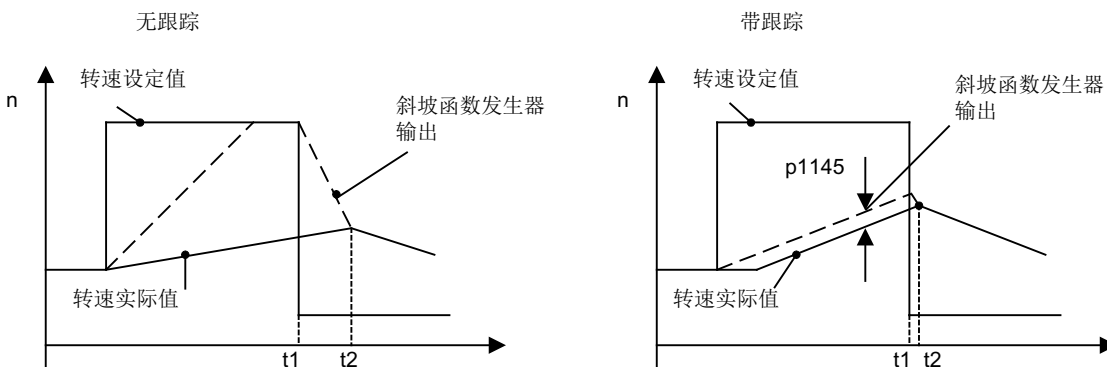 无跟踪
n
转速设定值
斜坡函数发生器
输出
转速实际值
t1
t2
带跟踪
n
转速设定值
斜坡函数发生器
输出
p1145
转速实际值
t1
t2